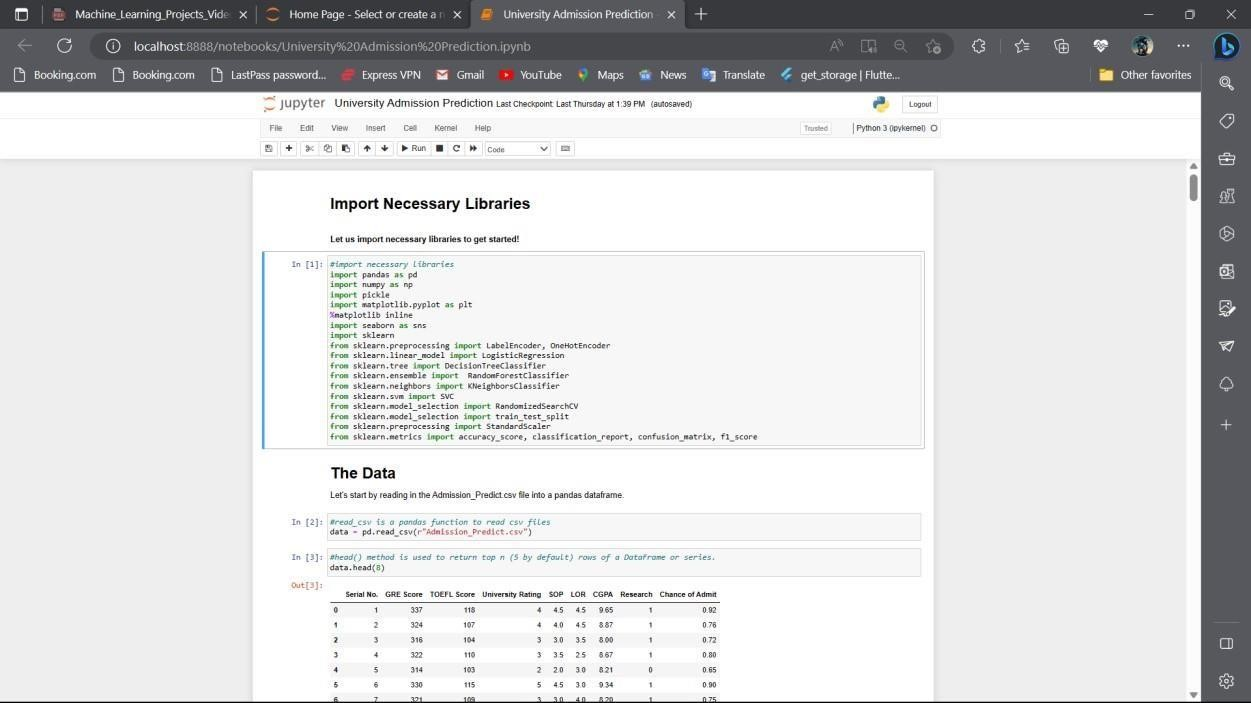 Machine_Learning_Projects_Vide
Home Page - Select or create a n
University Admission Prediction -
localhost:8888/notebooks/University%20Admission%20Prediction.ipynb
Booking.com
Booking.com
LastPass password...
Express VPN
Gmail
YouTube
Maps
News
Translate
get_storage | Flutte...
Other favorites
jupyter University Admission Prediction Last Checkpoint: Last Thursday at 1:39 PM (autosaved)
Logout
File Edit View Insert Cell Kernel Help
Trusted
Python 3 (ipykernel)
Run
Code
Import Necessary Libraries
Let us import necessary libraries to get started!
In [1]: #import necessary libraries
import pandas as pd
import numpy as np
import pickle
import matplotlib.pyplot as plt
%matplotlib inline
import seaborn as sns
import sklearn
from sklearn.preprocessing import LabelEncoder, OneHotEncoder
from sklearn.linear_model import LogisticRegression
from sklearn.tree import DecisionTreeClassifier
from sklearn.ensemble import  RandomForestClassifier
from sklearn.neighbors import KNeighborsClassifier
from sklearn.svm import SVC
from sklearn.model_selection import RandomizedSearchCV
from sklearn.model_selection import train_test_split
from sklearn.preprocessing import StandardScaler
from sklearn.metrics import accuracy_score, classification_report, confusion_matrix, f1_score
The Data
Let's start by reading in the Admission_Predict.csv file into a pandas dataframe.
In [2]: #read_csv is a pandas function to read csv files
data = pd.read_csv(r"Admission_Predict.csv")
In [3]: #head() method is used to return top n (5 by default) rows of a DataFrame or series.
data.head(8)
Out[3]:
Serial No. GRE Score TOEFL Score University Rating SOP LOR CGPA Research Chance of Admit
0 1 337 118 4 4.5 4.5 9.65 1 0.92
1 2 324 107 4 4.0 4.5 8.87 1 0.76
2 3 316 104 3 3.0 3.5 8.00 1 0.72
3 4 322 110 3 3.5 2.5 8.67 1 0.80
4 5 314 103 2 2.0 3.0 8.21 0 0.65
5 6 330 115 5 4.5 3.0 9.34 1 0.90
6 7 321 109 3 3.0 4.0 8.20 1 0.75